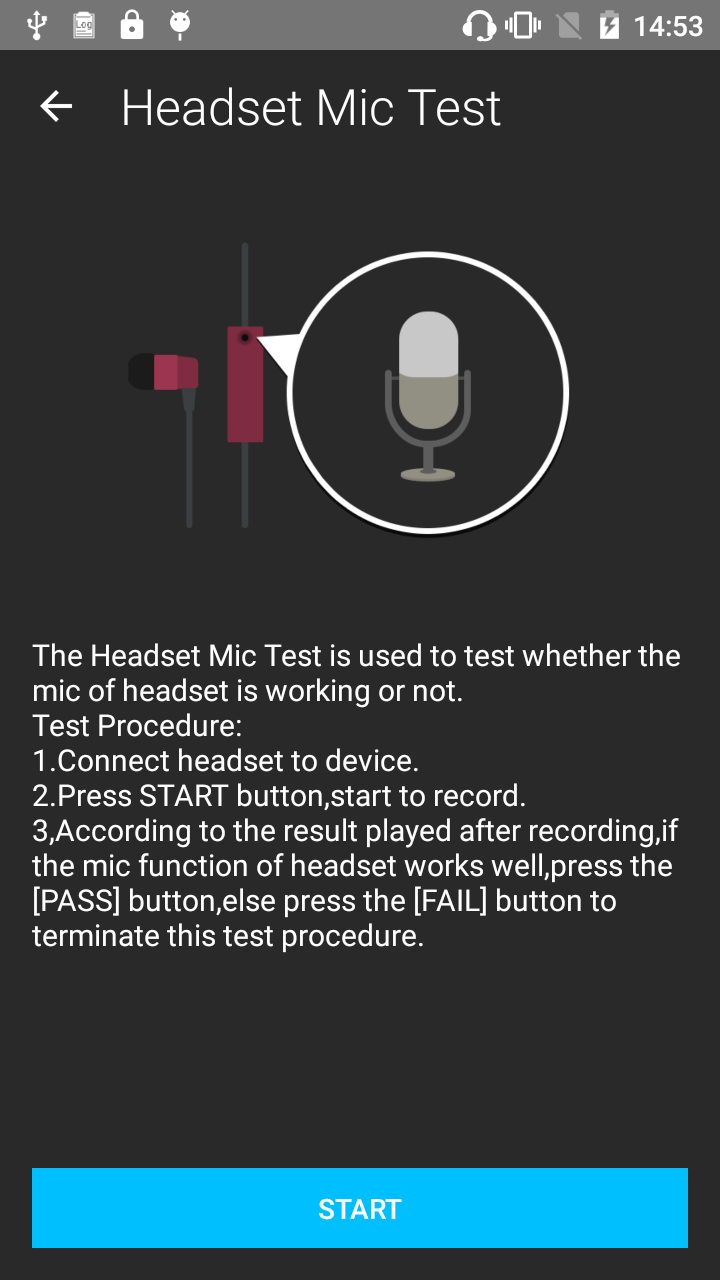 Log
14:53
Headset Mic Test
The Headset Mic Test is used to test whether the
mic of headset is working or not.
Test Procedure:
1.Connect headset to device.
2.Press START button,start to record.
3,According to the result played after recording,if
the mic function of headset works well,press the
[PASS] button,else press the [FAIL] button to
terminate this test procedure.
START